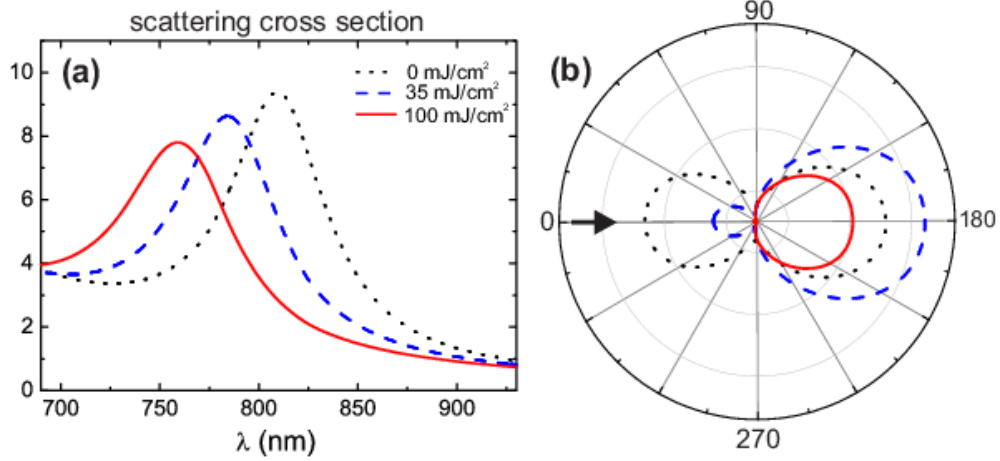 scattering cross section
(a)
0 mJ/cm²
35 mJ/cm²
100 mJ/cm²
10
8
6
4
2
0
700 750 800 850 900
λ (nm)
(b)
90
0
180
270